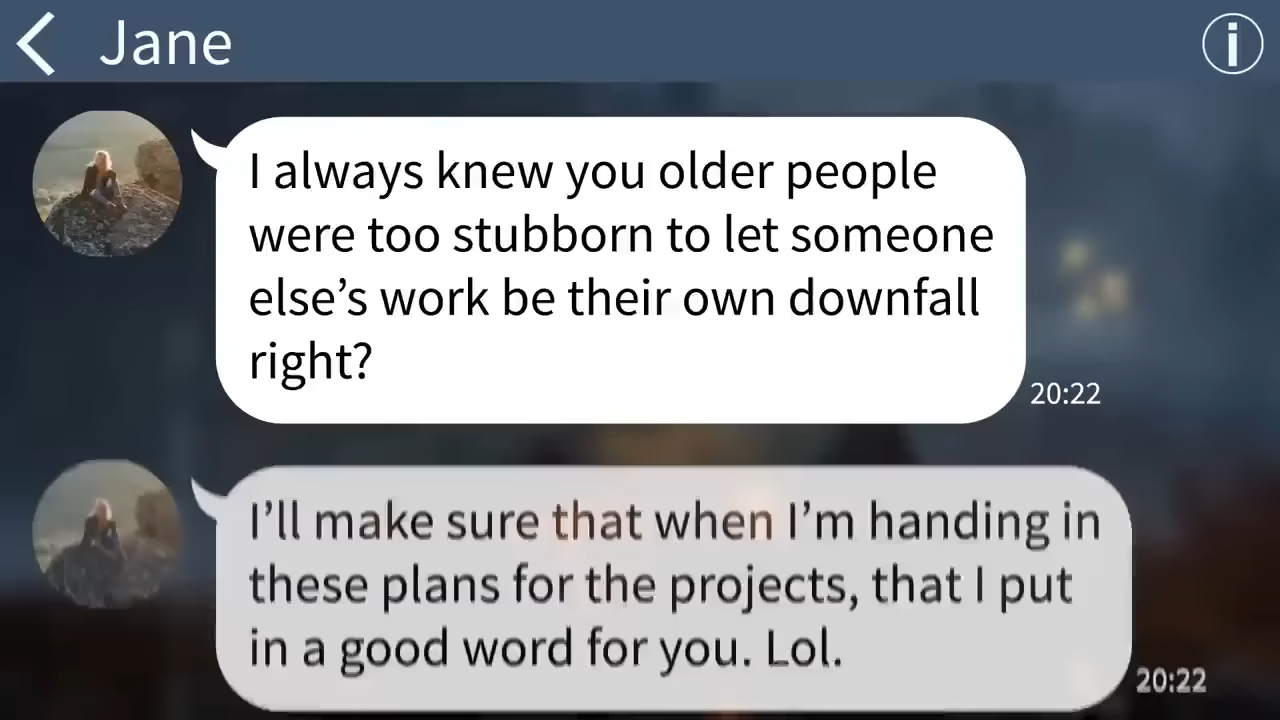 Jane
I always knew you older people
were too stubborn to let someone
else’s work be their own downfall
right?
20:22
I’ll make sure that when I’m handing in
these plans for the projects, that I put
in a good word for you. Lol.
20:22